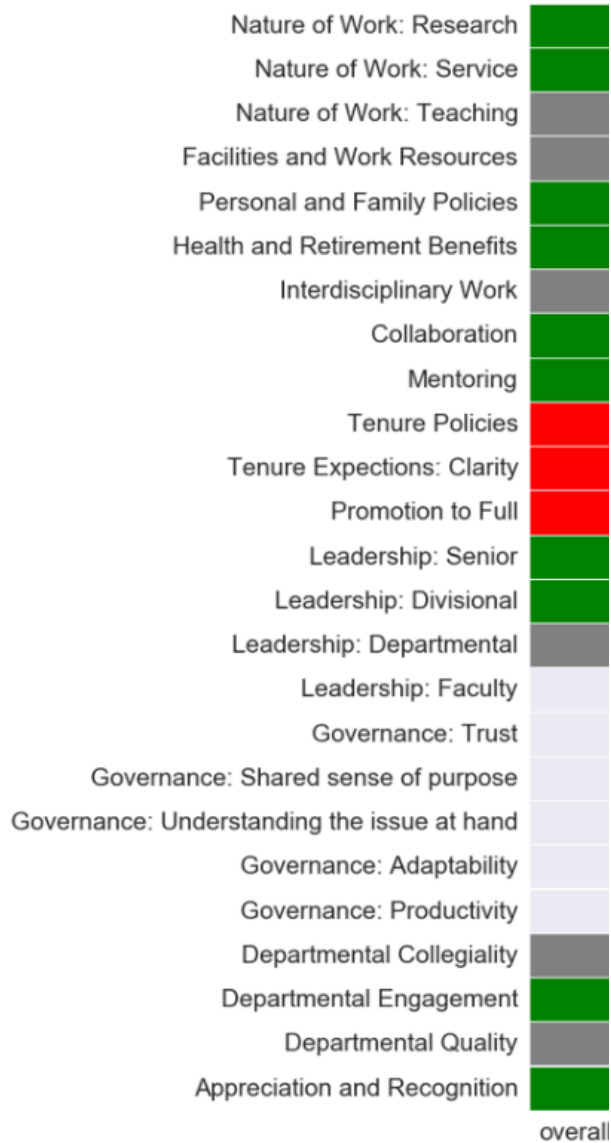 Nature of Work: Research
Nature of Work: Service
Nature of Work: Teaching
Facilities and Work Resources
Personal and Family Policies
Health and Retirement Benefits
Interdisciplinary Work
Collaboration
Mentoring
Tenure Policies
Tenure Expections: Clarity
Promotion to Full
Leadership: Senior
Leadership: Divisional
Leadership: Departmental
Leadership: Faculty
Governance: Trust
Governance: Shared sense of purpose
Governance: Understanding the issue at hand
Governance: Adaptability
Governance: Productivity
Departmental Collegiality
Departmental Engagement
Departmental Quality
Appreciation and Recognition
overall